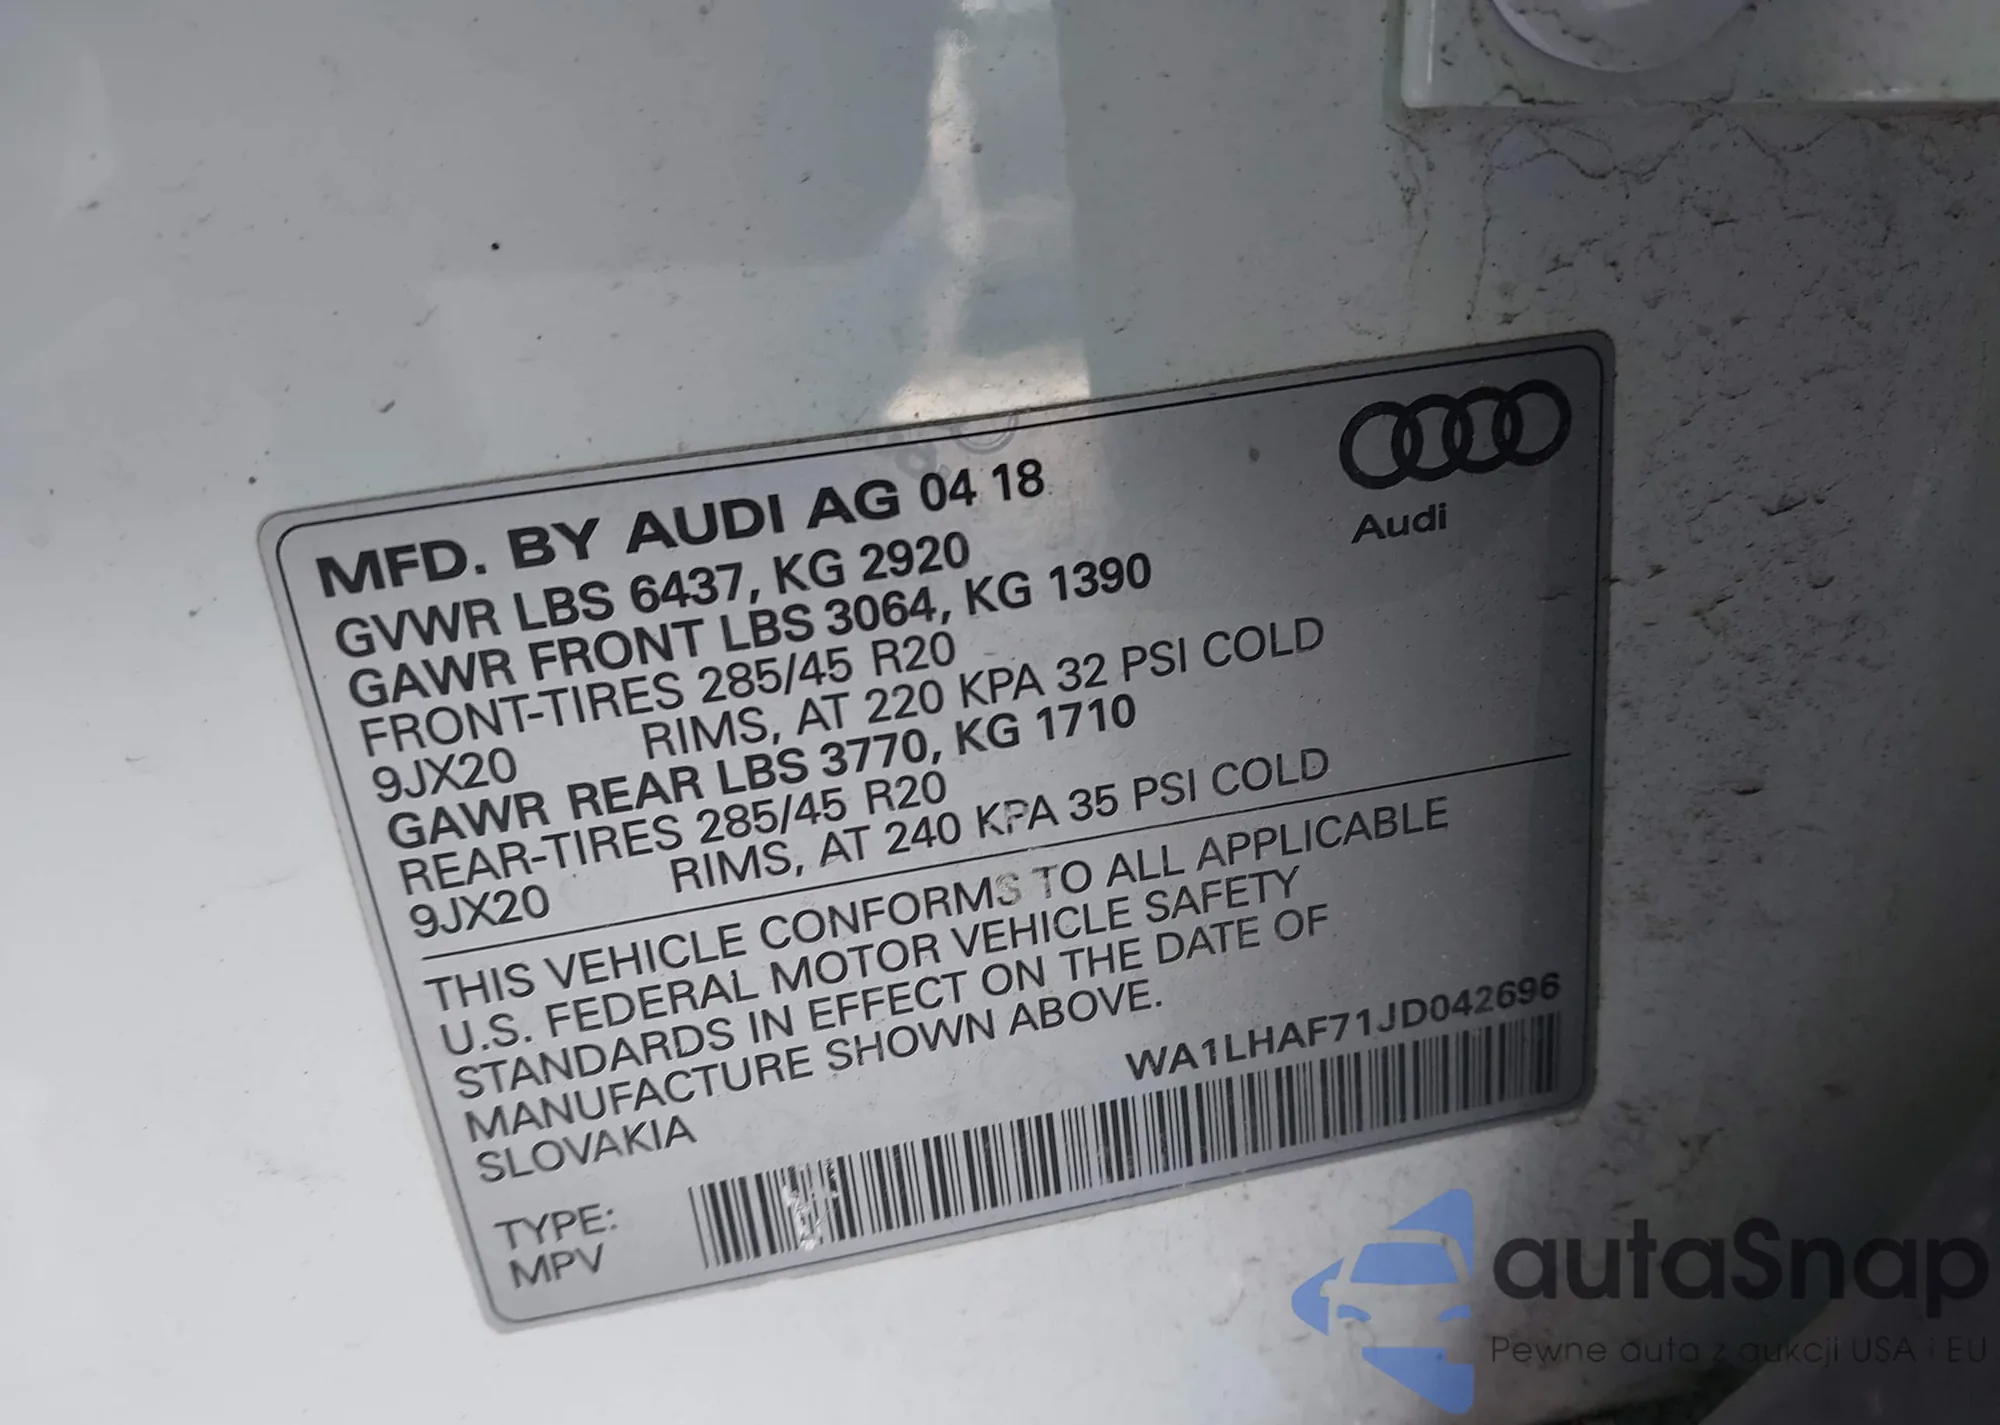 MFD. BY AUDI AG 04 18
GVWR LBS 6437, KG 2920
GAWR FRONT LBS 3064, KG 1390
FRONT-TIRES 285/45 R20
9JX20 RIMS, AT 220 KPA 32 PSI COLD
GAWR REAR LBS 3770, KG 1710
REAR-TIRES 285/45 R20
9JX20 RIMS, AT 240 KPA 35 PSI COLD
Audi
THIS VEHICLE CONFORMS TO ALL APPLICABLE
U.S. FEDERAL MOTOR VEHICLE SAFETY
STANDARDS IN EFFECT ON THE DATE OF
MANUFACTURE SHOWN ABOVE.
SLOVAKIA
WA1LHAF71JD042696
TYPE:
MPV
autaSnap
Pewne auta z aukcji USA i EU